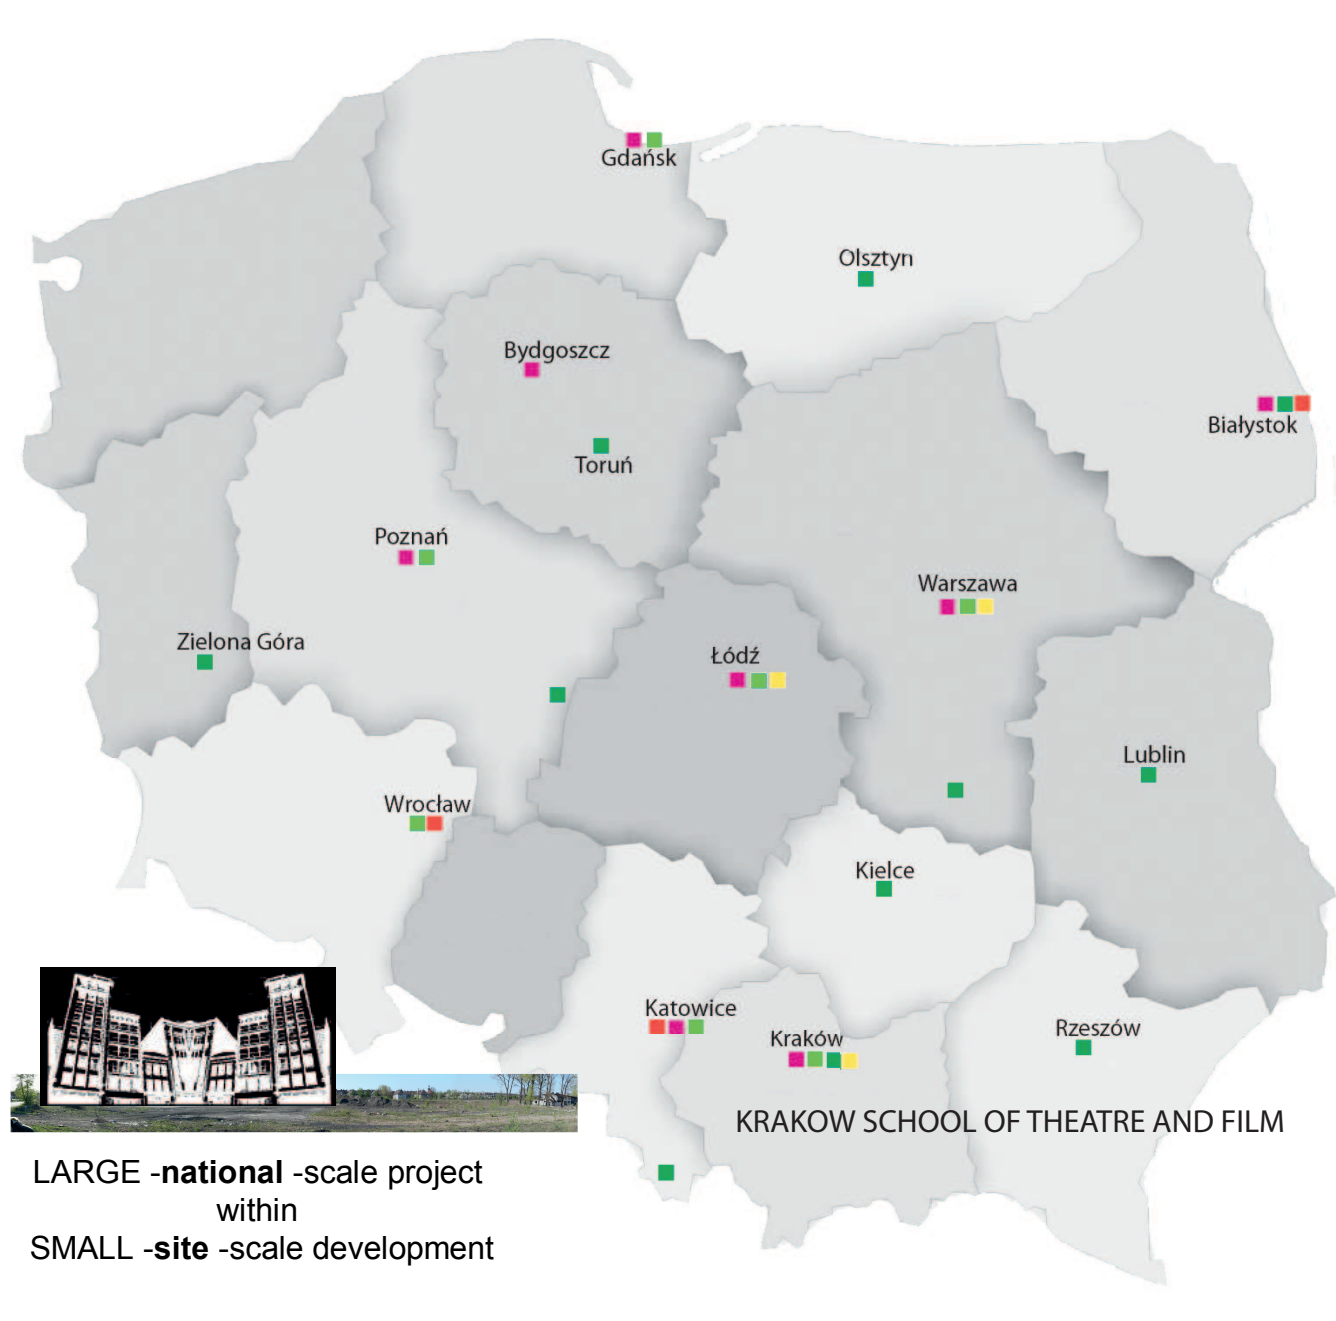 Gdańsk
Olsztyn
Bydgoszcz
Białystok
Toruń
Poznań
Warszawa
Zielona Góra
Łódź
Lublin
Wrocław
Kielce
Katowice
Rzeszów
Kraków
KRAKOW SCHOOL OF THEATRE AND FILM
LARGE -national -scale project
within
SMALL -site -scale development